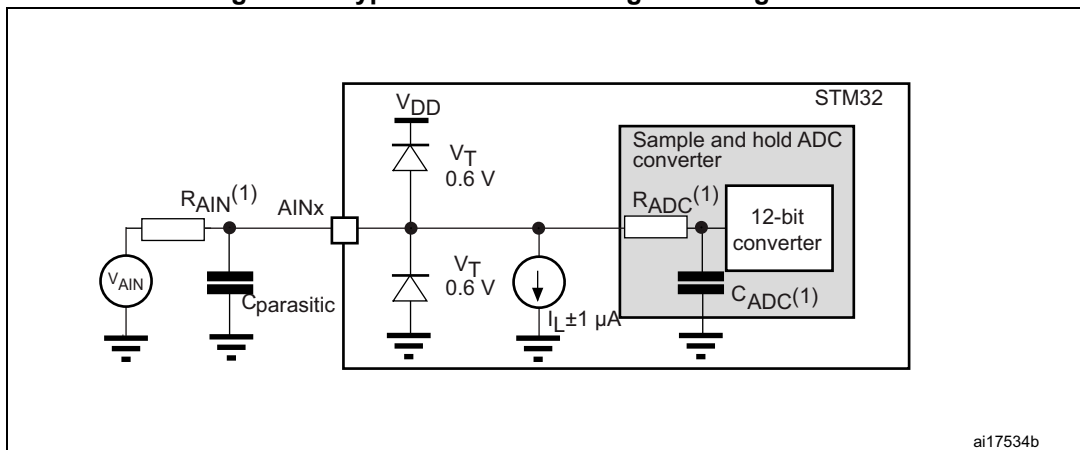 STM32
VDD
VT
0.6 V
Sample and hold ADC
converter
RAIN(1)
AINx
RADC(1)
12-bit
converter
VAIN
Cparasitic
VT
0.6 V
IL±1 µA
CADC(1)
ai17534b